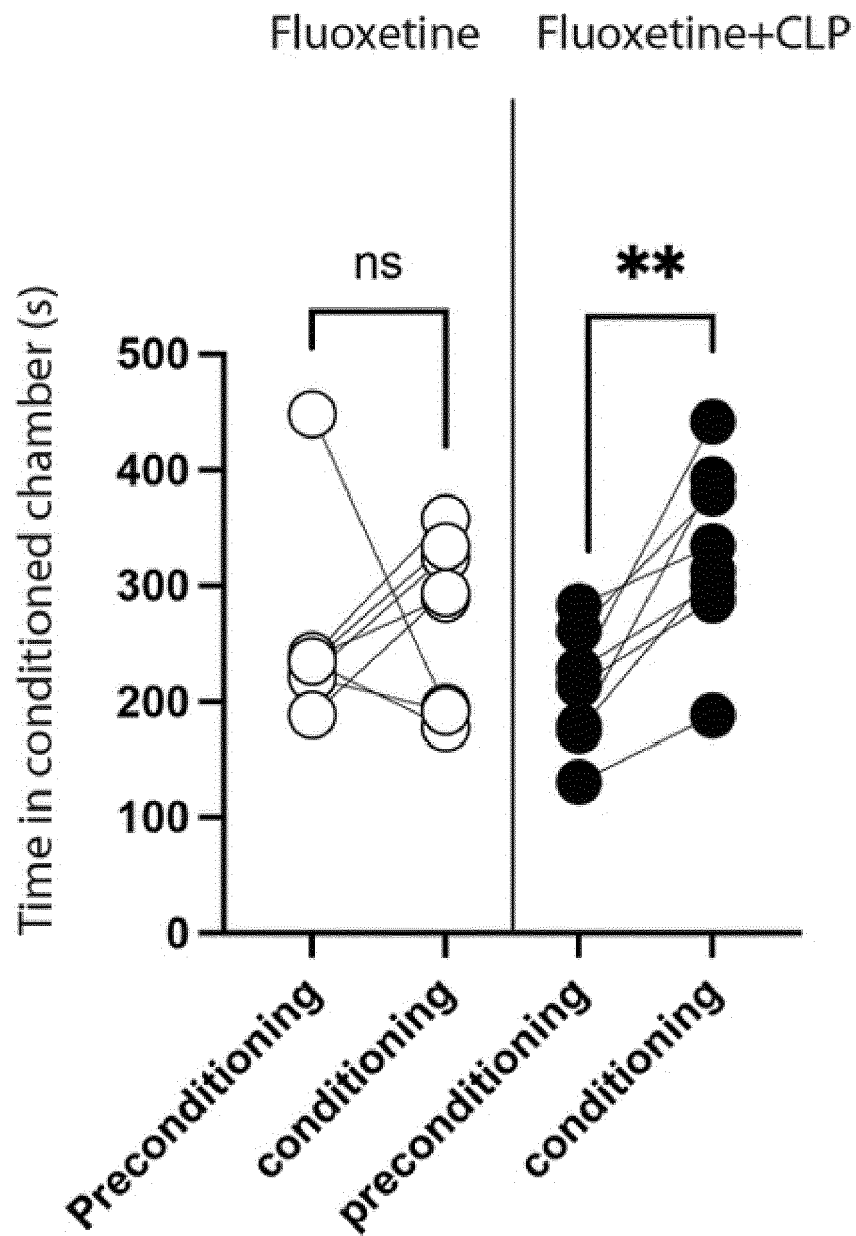 Fluoxetine
Fluoxetine+CLP
ns
**
Time in conditioned chamber (s)
500
400
300
200
100
0
Preconditioning
conditioning
preconditioning
conditioning